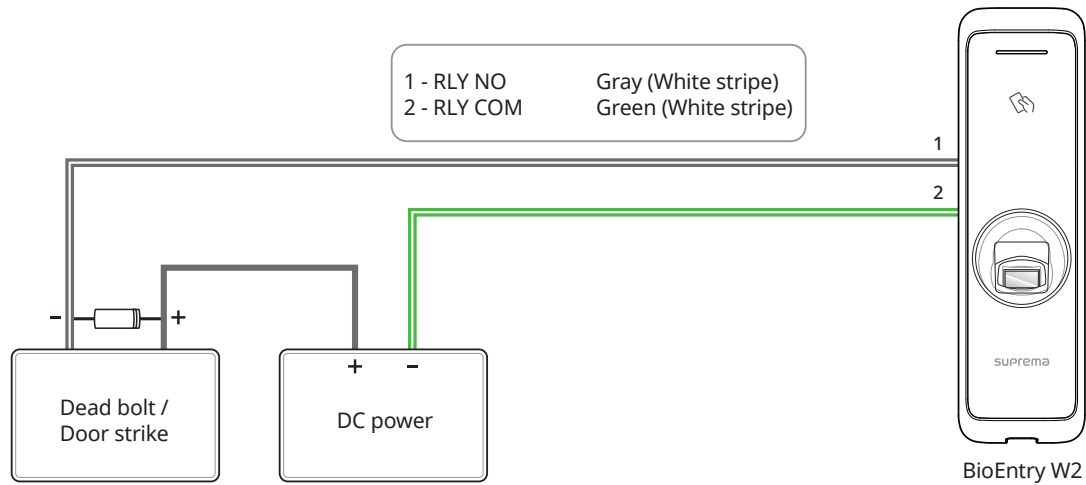 1 - RLY NO Gray (White stripe)
2 - RLY COM Green (White stripe)
1
2
- +
+ -
Dead bolt /
Door strike
DC power
suprema
BioEntry W2